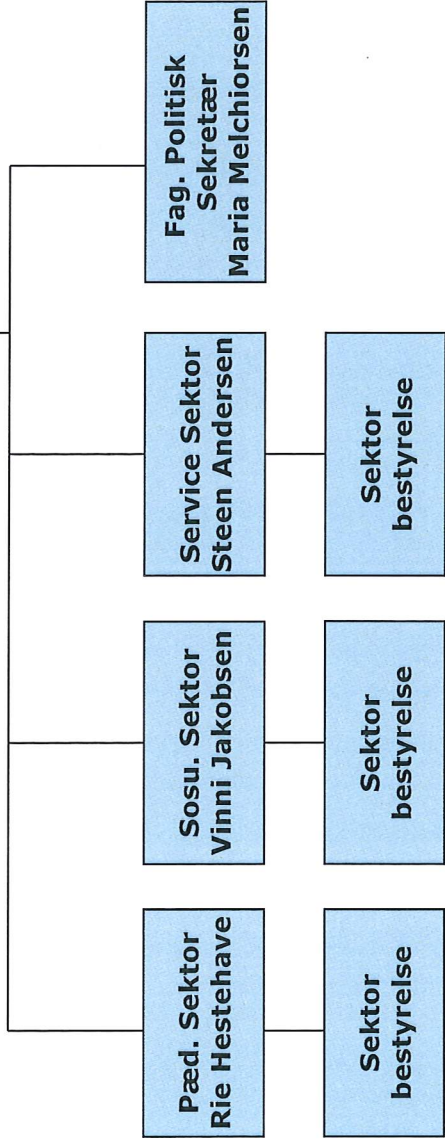 Pæd. Sektor
Rie Hestehave
Sosu. Sektor
Vinni Jakobsen
Service Sektor
Steen Andersen
Fag. Politisk
Sekretær
Maria Melchiorsen
Sektor
bestyrelse
Sektor
bestyrelse
Sektor
bestyrelse